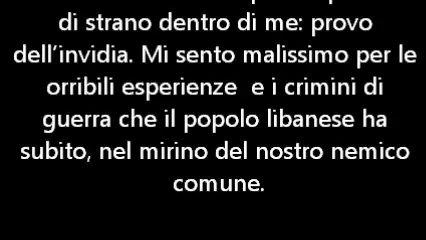 di strano dentro di me: provo
dell'invidia. Mi sento malissimo per le
orribili esperienze  e i crimini di
guerra che il popolo libanese ha
subito, nel mirino del nostro nemico
comune.